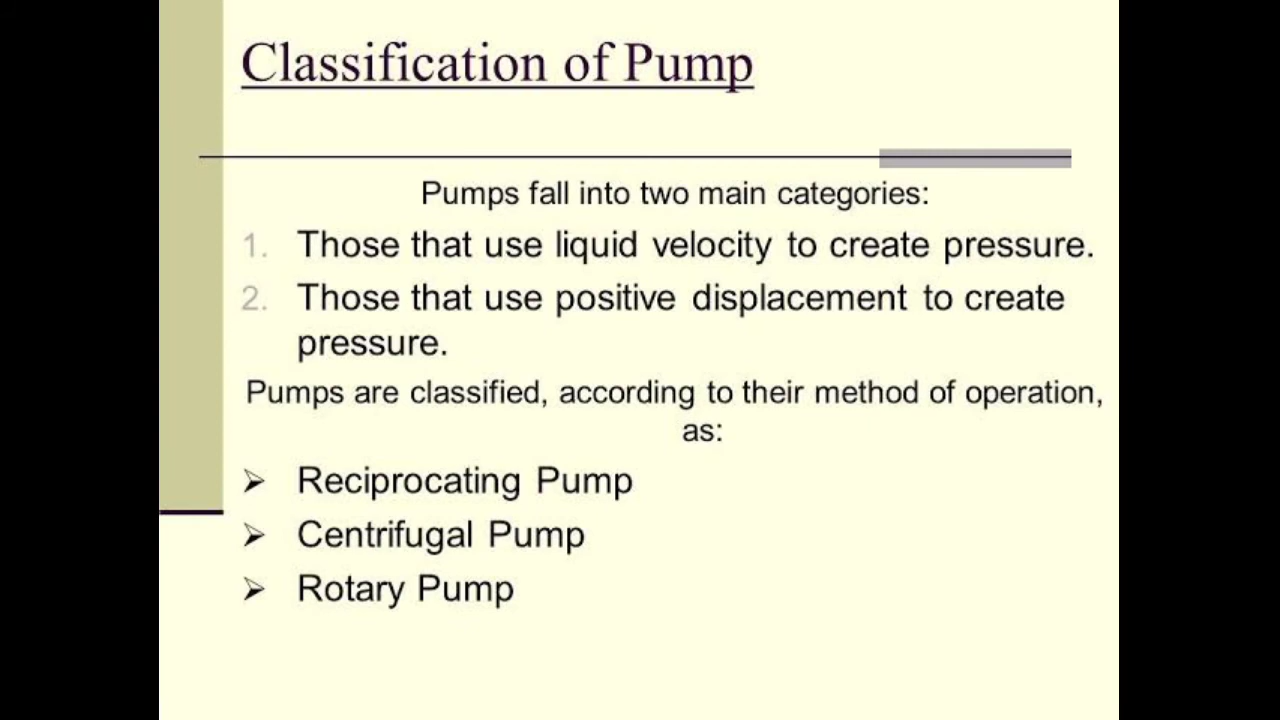 Classification of Pump
Pumps fall into two main categories:
1. Those that use liquid velocity to create pressure.
2. Those that use positive displacement to create
pressure.
Pumps are classified, according to their method of operation,
as:
➢ Reciprocating Pump
➢ Centrifugal Pump
➢ Rotary Pump